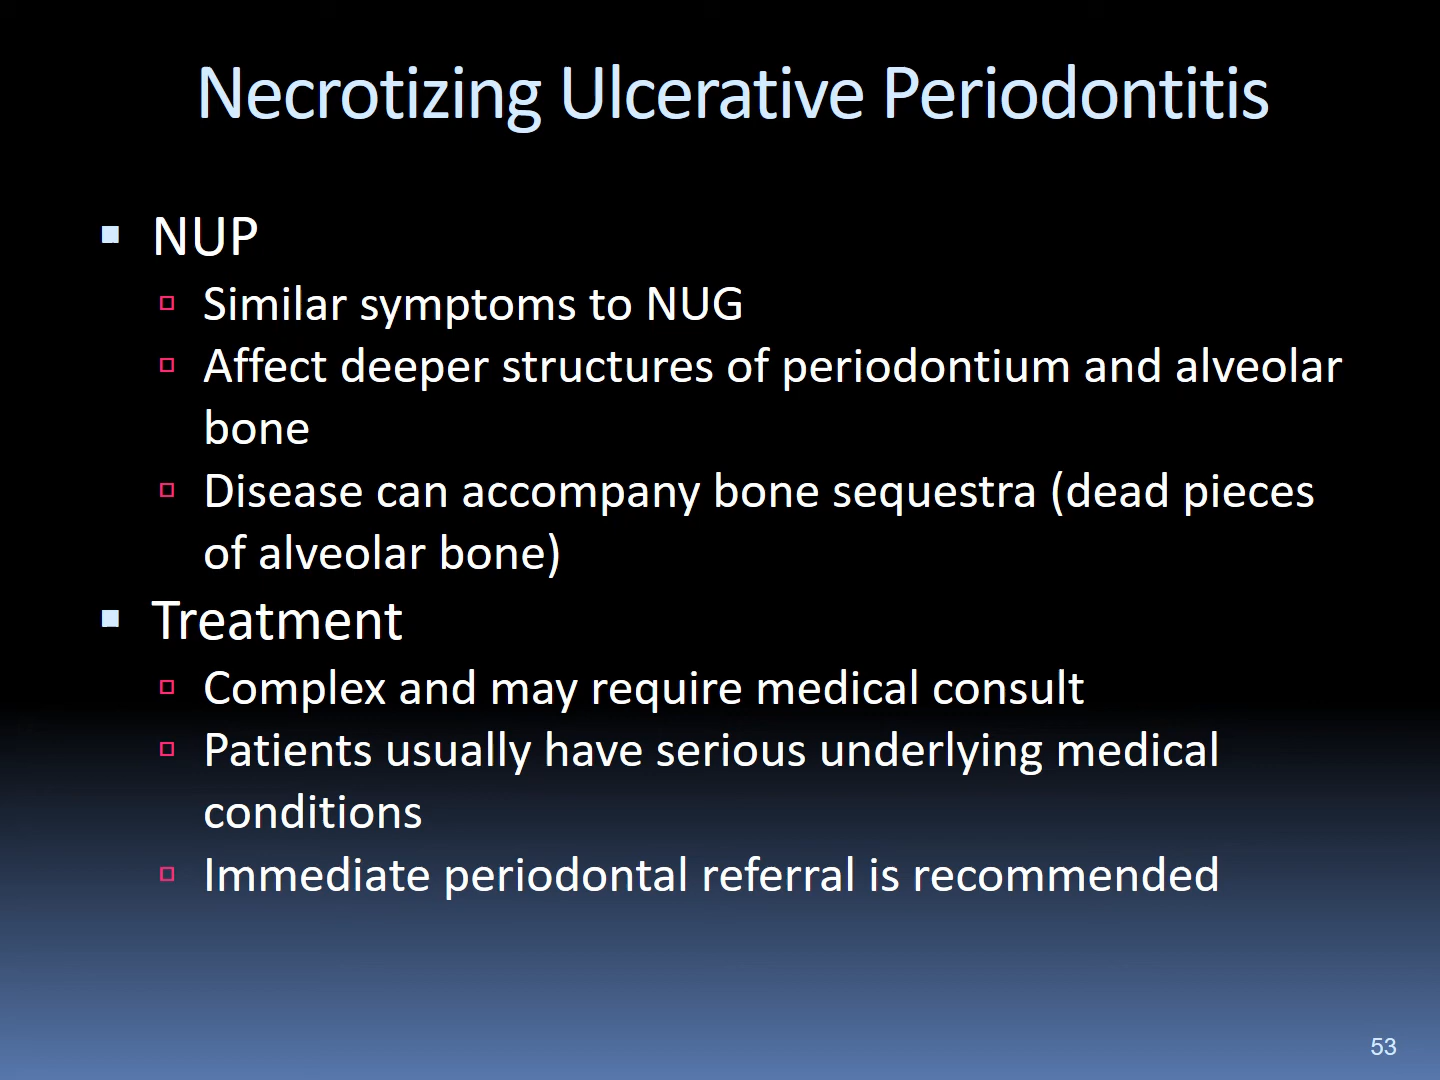 Necrotizing Ulcerative Periodontitis
NUP
Similar symptoms to NUG
Affect deeper structures of periodontium and alveolar
bone
Disease can accompany bone sequestra (dead pieces
of alveolar bone)
Treatment
Complex and may require medical consult
Patients usually have serious underlying medical
conditions
Immediate periodontal referral is recommended
53